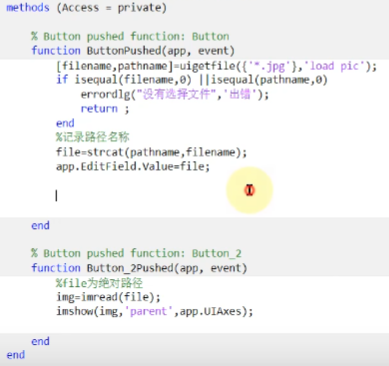 methods (Access = private)
% Button pushed function: Button
function ButtonPushed(app, event)
[filename,pathname]=uigetfile({'*.jpg'},'load pic');
if isequal(filename,0) ||isequal(pathname,0)
errordlg("没有选择文件",'出错');
return ;
end
%记录路径名称
file=strcat(pathname,filename);
app.EditField.Value=file;
end
% Button pushed function: Button_2
function Button_2Pushed(app, event)
%file为绝对路径
img=imread(file);
imshow(img,'parent',app.UIAxes);
end
end